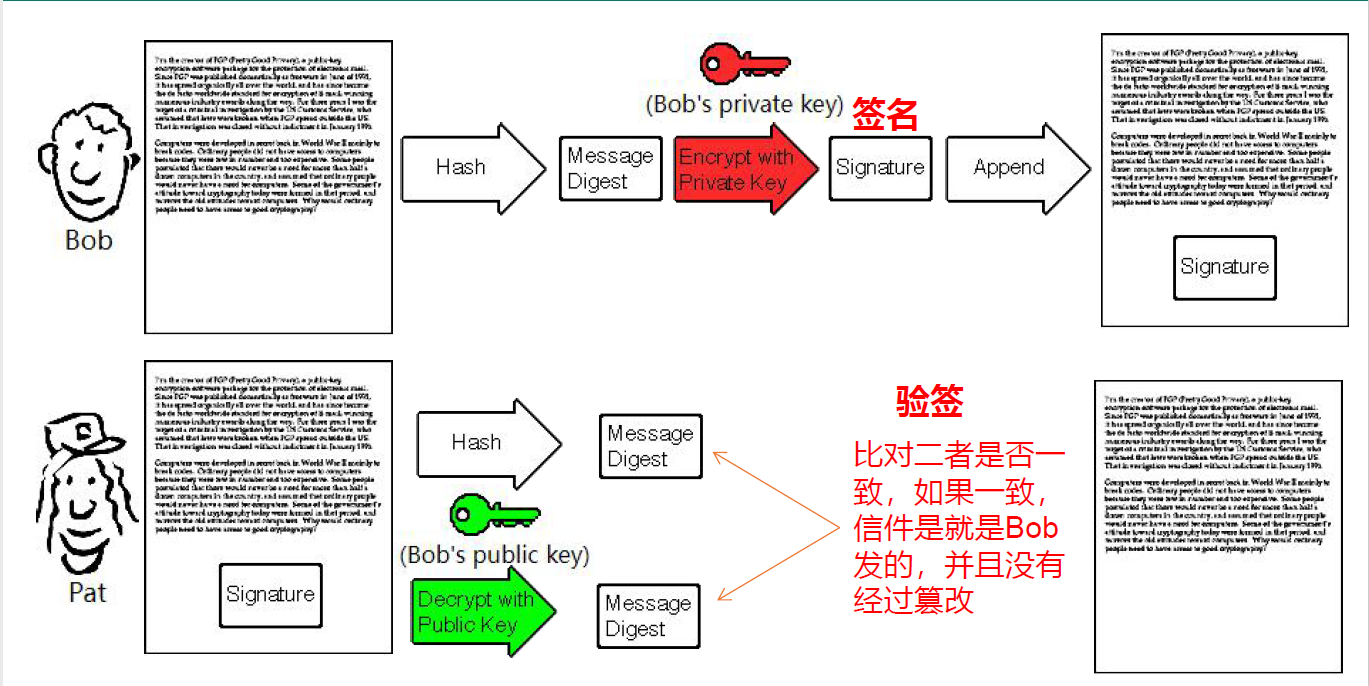 I'm the creator of PGP (Pretty Good Privacy), a public-key
encryption software package for the protection of electronic mail.
Since PGP was published domestically as freeware in June of 1991,
it has spread organically all over the world, and has since become
the de facto worldwide standard for encryption of E-mail, winning
numerous industry awards along the way. For three years I was the
target of a criminal investigation by the US Customs Service, who
assumed that laws were broken when PGP spread outside the US.
That investigation was closed without indictment in January 1996.
Computers were developed in secret back in World War II mainly to
break codes. Ordinary people did not have access to computers
because they were few in number and too expensive. Some people
postulated that there would never be a need for more than half a
dozen computers in the country, and assumed that ordinary people
would never have a need for computers. Some of the government's
attitude toward cryptography today were formed in that period, and
mirrors the old attitudes toward computers. Why would ordinary
people need to have access to good cryptography?
Bob
Hash
Message
Digest
(Bob's private key)
Encrypt with
Private Key
签名
Signature
Append
I'm the creator of PGP (Pretty Good Privacy), a public-key
encryption software package for the protection of electronic mail.
Since PGP was published domestically as freeware in June of 1991,
it has spread organically all over the world, and has since become
the de facto worldwide standard for encryption of E-mail, winning
numerous industry awards along the way. For three years I was the
target of a criminal investigation by the US Customs Service, who
assumed that laws were broken when PGP spread outside the US.
That investigation was closed without indictment in January 1996.
Computers were developed in secret back in World War II mainly to
break codes. Ordinary people did not have access to computers
because they were few in number and too expensive. Some people
postulated that there would never be a need for more than half a
dozen computers in the country, and assumed that ordinary people
would never have a need for computers. Some of the government's
attitude toward cryptography today were formed in that period, and
mirrors the old attitudes toward computers. Why would ordinary
people need to have access to good cryptography?
Signature
I'm the creator of PGP (Pretty Good Privacy), a public-key
encryption software package for the protection of electronic mail.
Since PGP was published domestically as freeware in June of 1991,
it has spread organically all over the world, and has since become
the de facto worldwide standard for encryption of E-mail, winning
numerous industry awards along the way. For three years I was the
target of a criminal investigation by the US Customs Service, who
assumed that laws were broken when PGP spread outside the US.
That investigation was closed without indictment in January 1996.
Computers were developed in secret back in World War II mainly to
break codes. Ordinary people did not have access to computers
because they were few in number and too expensive. Some people
postulated that there would never be a need for more than half a
dozen computers in the country, and assumed that ordinary people
would never have a need for computers. Some of the government's
attitude toward cryptography today were formed in that period, and
mirrors the old attitudes toward computers. Why would ordinary
people need to have access to good cryptography?
Signature
Pat
Hash
Message
Digest
(Bob's public key)
Decrypt with
Public Key
Message
Digest
验签
比对二者是否一
致，如果一致，
信件是就是Bob
发的，并且没有
经过篡改
I'm the creator of PGP (Pretty Good Privacy), a public-key
encryption software package for the protection of electronic mail.
Since PGP was published domestically as freeware in June of 1991,
it has spread organically all over the world, and has since become
the de facto worldwide standard for encryption of E-mail, winning
numerous industry awards along the way. For three years I was the
target of a criminal investigation by the US Customs Service, who
assumed that laws were broken when PGP spread outside the US.
That investigation was closed without indictment in January 1996.
Computers were developed in secret back in World War II mainly to
break codes. Ordinary people did not have access to computers
because they were few in number and too expensive. Some people
postulated that there would never be a need for more than half a
dozen computers in the country, and assumed that ordinary people
would never have a need for computers. Some of the government's
attitude toward cryptography today were formed in that period, and
mirrors the old attitudes toward computers. Why would ordinary
people need to have access to good cryptography?